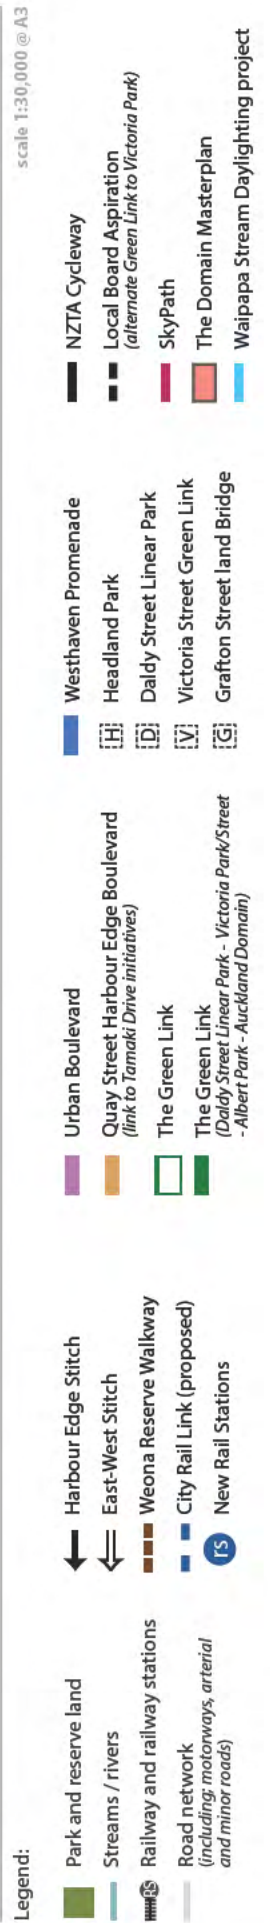 scale 1:30,000 @ A3
Legend:
Park and reserve land
Streams / rivers
RS
Railway and railway stations
Road network
(including; motorways, arterial
and minor roads)
Harbour Edge Stitch
East-West Stitch
Weona Reserve Walkway
City Rail Link (proposed)
rs
New Rail Stations
Urban Boulevard
Quay Street Harbour Edge Boulevard
(link to Tamaki Drive initiatives)
The Green Link
The Green Link
(Daldy Street Linear Park - Victoria Park/Street
- Albert Park - Auckland Domain)
Westhaven Promenade
H Headland Park
D Daldy Street Linear Park
V Victoria Street Green Link
G Grafton Street land Bridge
NZTA Cycleway
Local Board Aspiration
(alternate Green Link to Victoria Park)
SkyPath
The Domain Masterplan
Waipapa Stream Daylighting project